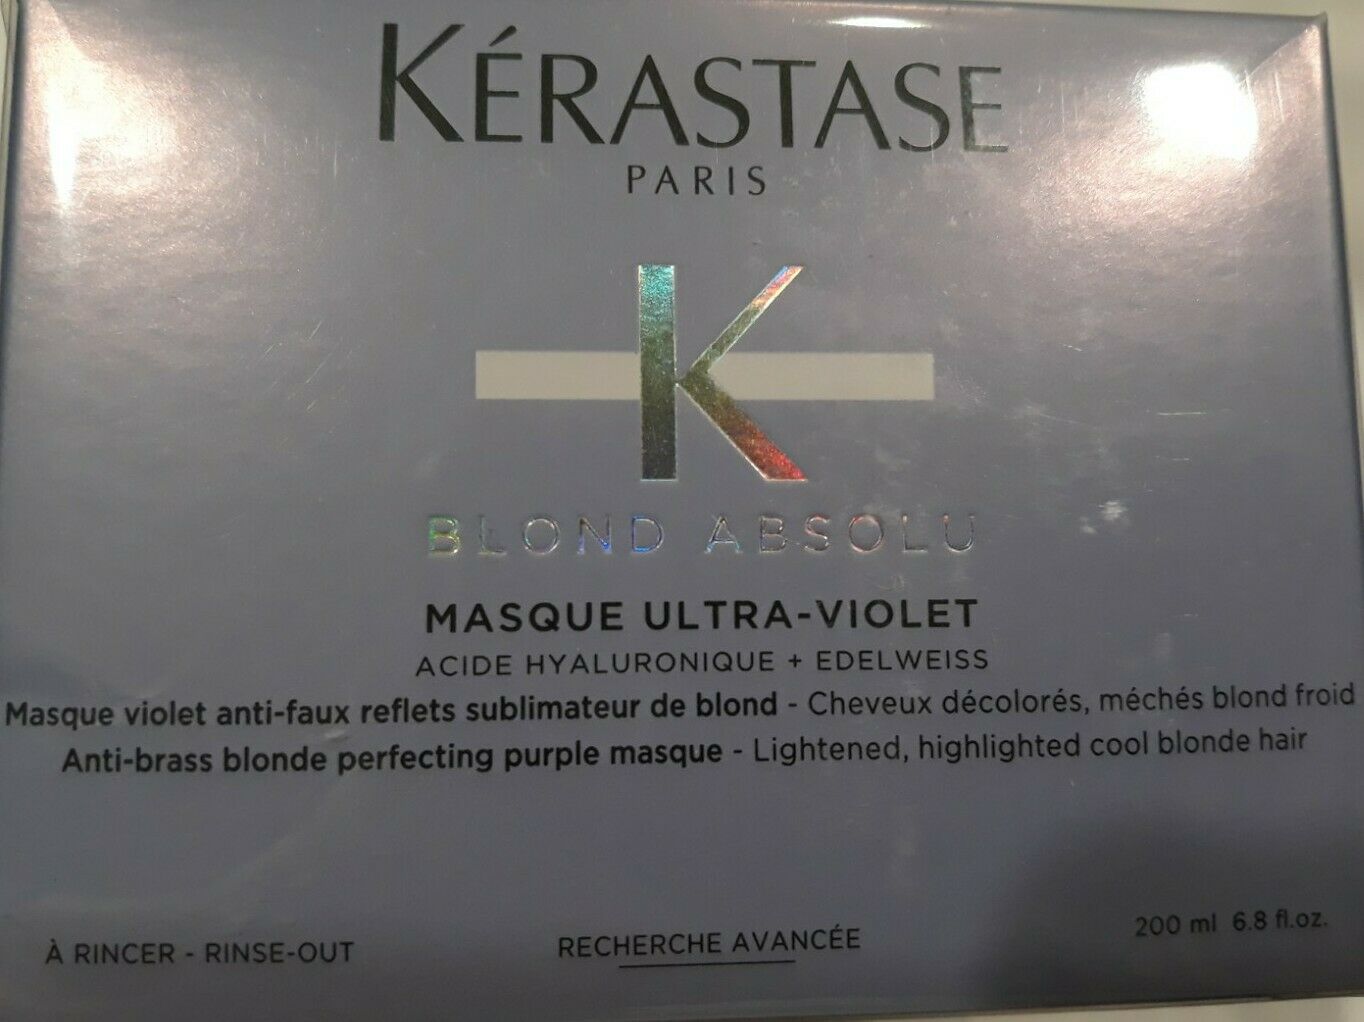 KÉRASTASE
PARIS
K
BLOND ABSOLU
MASQUE ULTRA-VIOLET
ACIDE HYALURONIQUE + EDELWEISS
Masque violet anti-faux reflets sublimateur de blond - Cheveux décolorés, méchés blond froid
Anti-brass blonde perfecting purple masque - Lightened, highlighted cool blonde hair
À RINCER - RINSE-OUT
RECHERCHE AVANCÉE
200 ml 6.8 fl.oz.